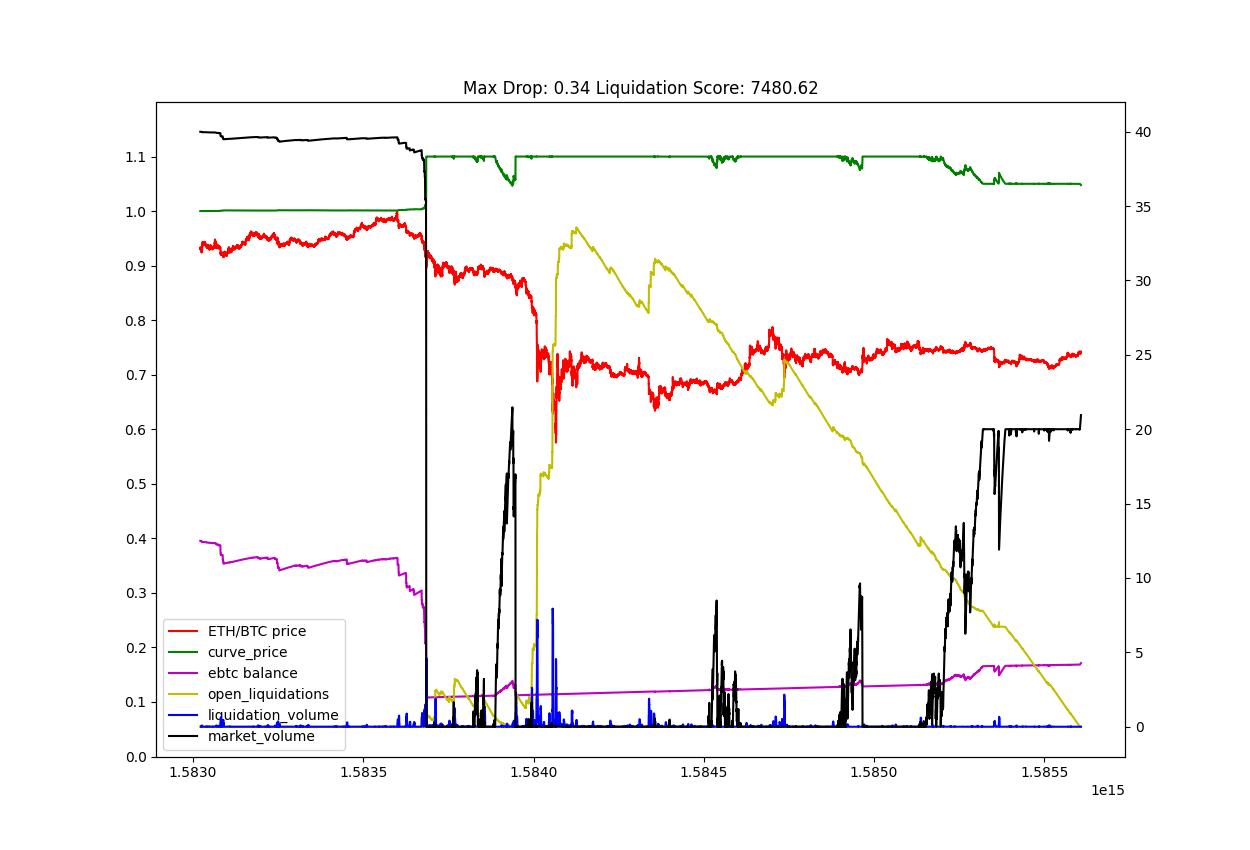 Max Drop: 0.34 Liquidation Score: 7480.62
1.1
1.0
0.9
0.8
0.7
0.6
0.5
0.4
0.3
0.2
0.1
0.0
40
35
30
25
20
15
10
5
0
ETH/BTC price
curve_price
ebtc balance
open_liquidations
liquidation_volume
market_volume
1.5830 1.5835 1.5840 1.5845 1.5850 1.5855
1e15